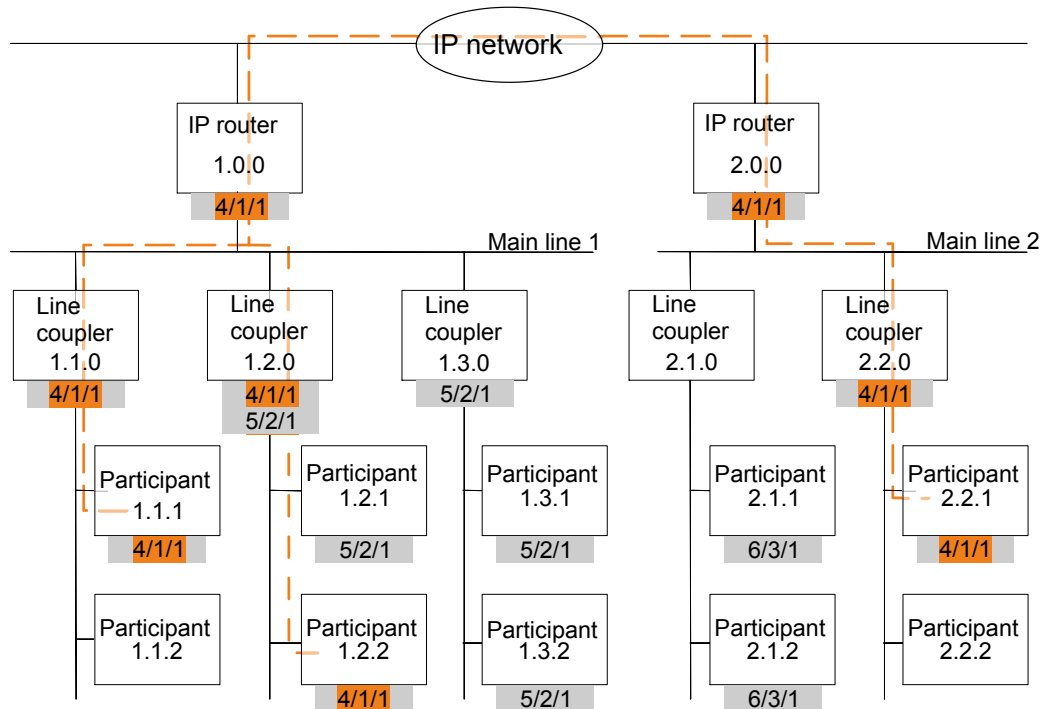 IP network
IP router
1.0.0
4/1/1
IP router
2.0.0
4/1/1
Main line 1
Main line 2
Line
coupler
1.1.0
4/1/1
Line
coupler
1.2.0
4/1/1
5/2/1
Line
coupler
1.3.0
5/2/1
Line
coupler
2.1.0
Line
coupler
2.2.0
4/1/1
Participant
1.1.1
4/1/1
Participant
1.2.1
5/2/1
Participant
1.3.1
5/2/1
Participant
2.1.1
6/3/1
Participant
2.2.1
4/1/1
Participant
1.1.2
Participant
1.2.2
4/1/1
Participant
1.3.2
5/2/1
Participant
2.1.2
6/3/1
Participant
2.2.2